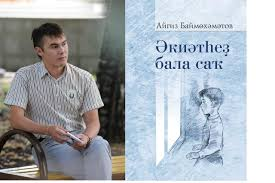 Айгиз Баймөхәмәтов
Әкиәтһеҙ
бала саҡ